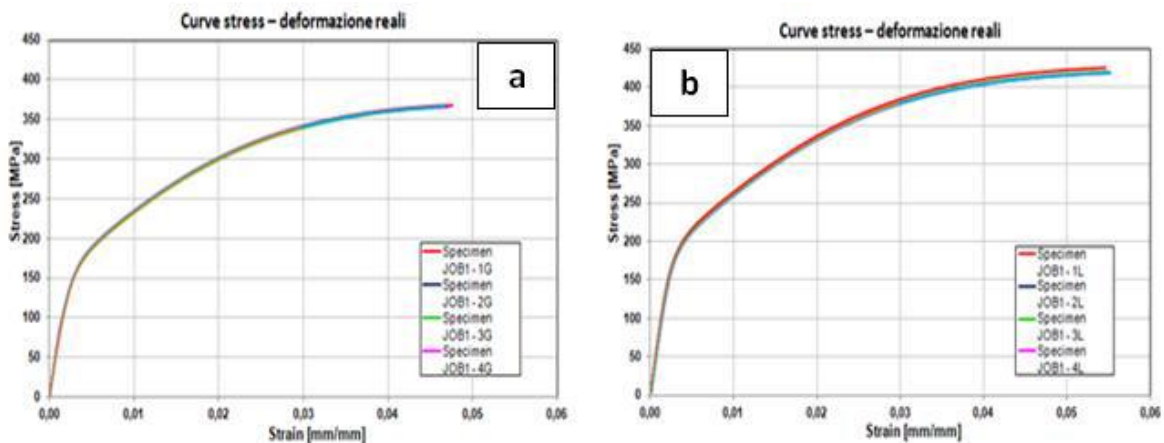 Curve stress – deformazione reali
a
Stress [MPa]
450
400
350
300
250
200
150
100
50
0
0,00
0,01
0,02
0,03
0,04
0,05
0,06
Strain [mm/mm]
Specimen
JOB1 - 1G
Specimen
JOB1 - 2G
Specimen
JOB1 - 3G
Specimen
JOB1 - 4G
Curve stress – deformazione reali
b
Stress [MPa]
450
400
350
300
250
200
150
100
50
0
0,00
0,01
0,02
0,03
0,04
0,05
0,06
Strain [mm/mm]
Specimen
JOB1 - 1L
Specimen
JOB1 - 2L
Specimen
JOB1 - 3L
Specimen
JOB1 - 4L